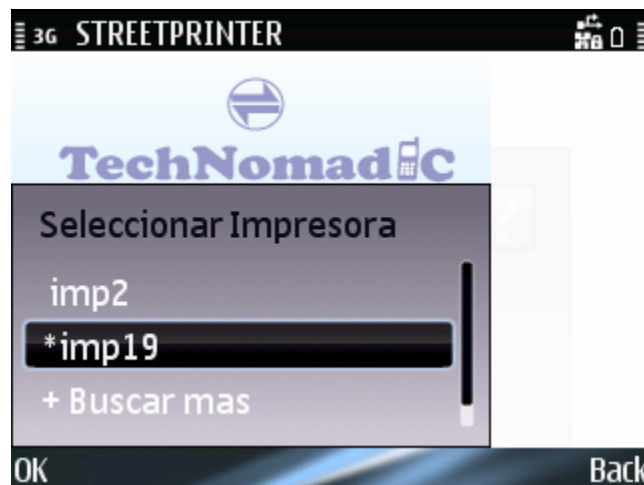 3G STREETPRINTER
TechNomadic
Seleccionar Impresora
imp2
*imp19
+ Buscar mas
OK Back